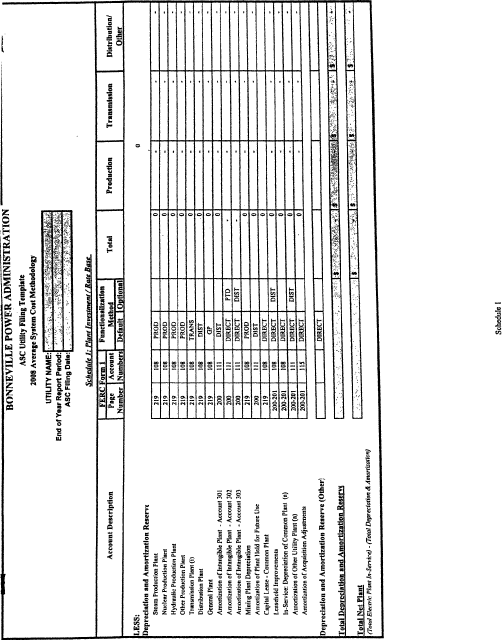 BONNEVILLE POWER ADMINISTRATION
ASC Utility Filing Template
2008 Average System Cost Methodology
UTILITY NAME:
End of Year Report Period:
ASC Filing Date:
Schedule 1: Plant Investment / Rate Base
Account Description | FERC Form 1 Page Number | Account Numbers | Functionalization Method Default | Optional | Total | Production | Transmission | Distribution/ Other
LESS: 0
Depreciation and Amortization Reserve
Steam Production Plant 219 108 PROD 0 - - -
Nuclear Production Plant 219 108 PROD 0 - - -
Hydraulic Production Plant 219 108 PROD 0 - - -
Other Production Plant 219 108 PROD 0 - - -
Transmission Plant (i) 219 108 TRANS 0 - - -
Distribution Plant 219 108 DIST 0 - - -
General Plant 219 108 GP 0 - - -
Amortization of Intangible Plant - Account 301 200 111 DIST 0 - - -
Amortization of Intangible Plant - Account 302 200 111 DIRECT PTD -
Amortization of Intangible Plant - Account 303 200 111 DIRECT DIST -
Mining Plant Depreciation 219 108 PROD 0 - - -
Amortization of Plant Held for Future Use 200 111 DIST 0 - - -
Capital Lease - Common Plant 219 108 DIRECT 0
Leasehold Improvements 200-201 108 DIRECT DIST 0
In-Service: Depreciation of Common Plant (a) 200-201 108 DIRECT 0
Amortization of Other Utility Plant (a) 200-201 111 DIRECT DIST 0
Amortization of Acquisition Adjustments 200-201 115 DIRECT 0
Depreciation and Amortization Reserve (Other) DIRECT
Total Depreciation and Amortization Reserve $ $ $ $
Total Net Plant $ $ $ $
(Total Electric Plant In-Service) - (Total Depreciation & Amortization)
Schedule 1